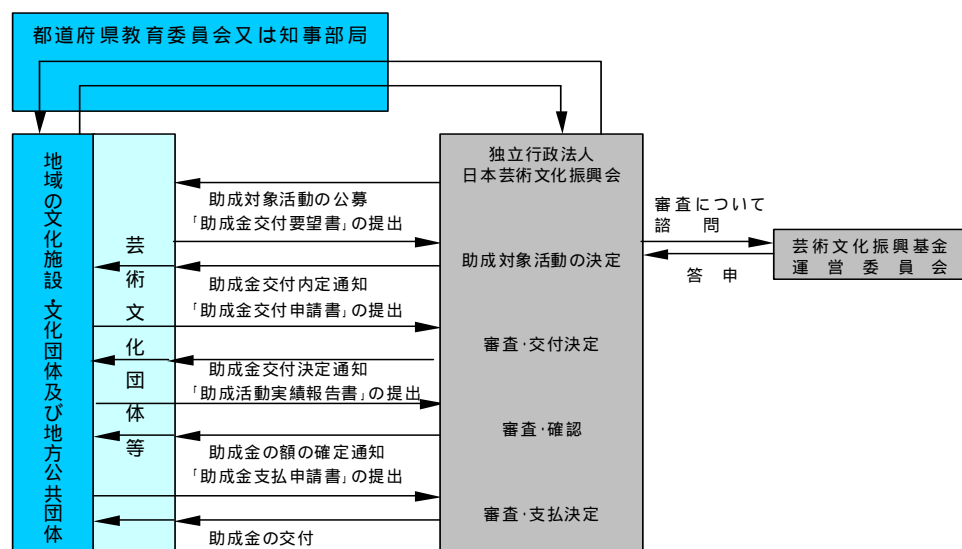 都道府県教育委員会又は知事部局
地域の文化施設・文化団体及び地方公共団体
芸術文化団体等
独立行政法人
日本芸術文化振興会
助成対象活動の公募
「助成金交付要望書」の提出
助成対象活動の決定
助成金交付内定通知
「助成金交付申請書」の提出
審査・交付決定
助成金交付決定通知
「助成活動実績報告書」の提出
審査・確認
助成金の額の確定通知
「助成金支払申請書」の提出
審査・支払決定
助成金の交付
審査について
諮問
答申
芸術文化振興基金
運営委員会